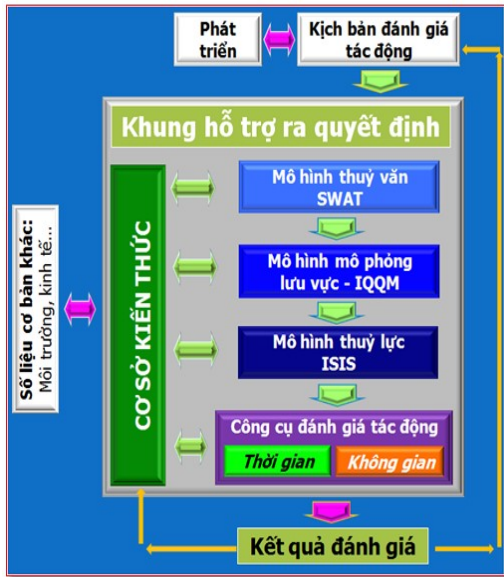 Phát
triển
Kịch bản đánh giá
tác động
Khung hỗ trợ ra quyết định
Số liệu cơ bản khác:
Môi trường, kinh tế...
CƠ SỞ KIẾN THỨC
Mô hình thuỷ văn
SWAT
Mô hình mô phỏng
lưu vực - IQQM
Mô hình thuỷ lực
ISIS
Công cụ đánh giá tác động
Thời gian
Không gian
Kết quả đánh giá